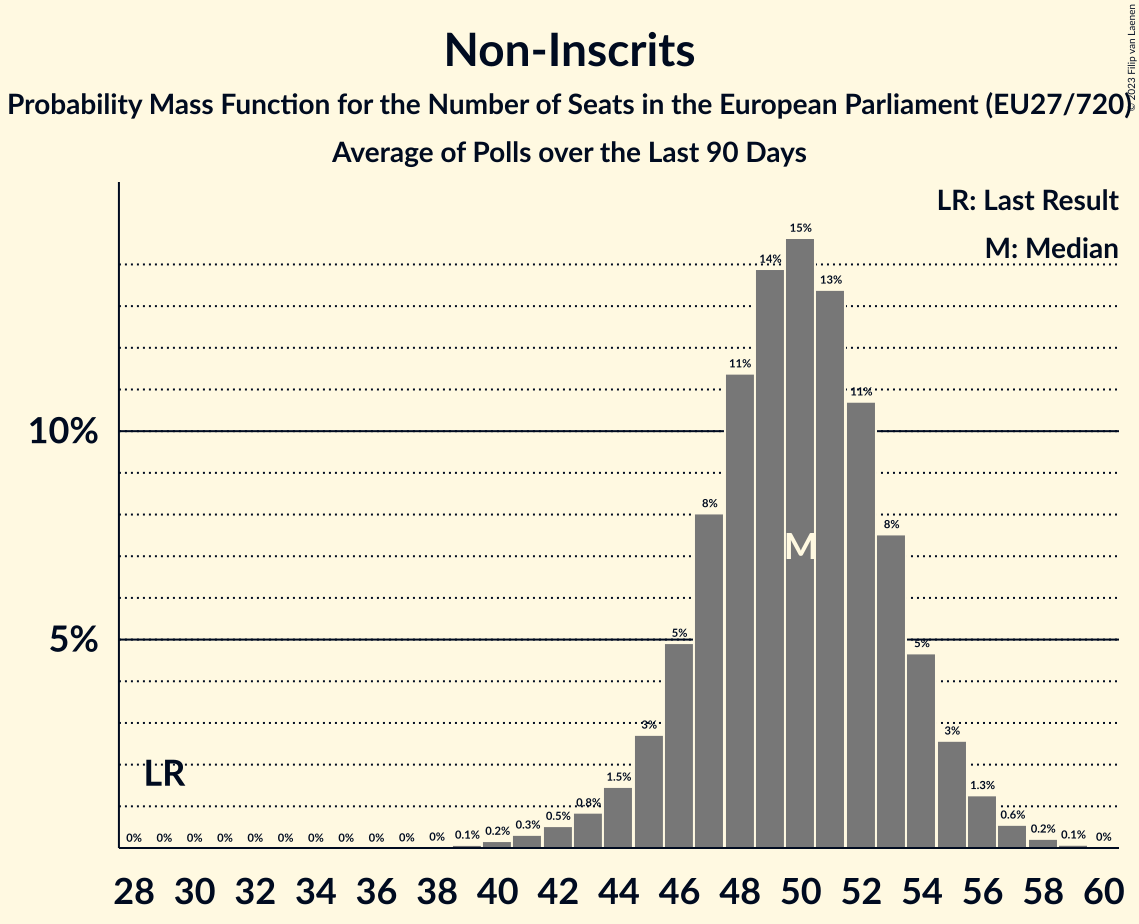 © 2023 Filip van Laenen
Non-Inscrits
Probability Mass Function for the Number of Seats in the European Parliament (EU27/720)
Average of Polls over the Last 90 Days
LR: Last Result
M: Median
10%
5%
0% 0% 0% 0% 0% 0% 0% 0% 0% 0% 0% 0.1% 0.2% 0.3% 0.5% 0.8% 1.5% 3% 5% 8% 11% 14% 15% 13% 11% 8% 5% 3% 1.3% 0.6% 0.2% 0.1% 0%
M
LR
28 30 32 34 36 38 40 42 44 46 48 50 52 54 56 58 60